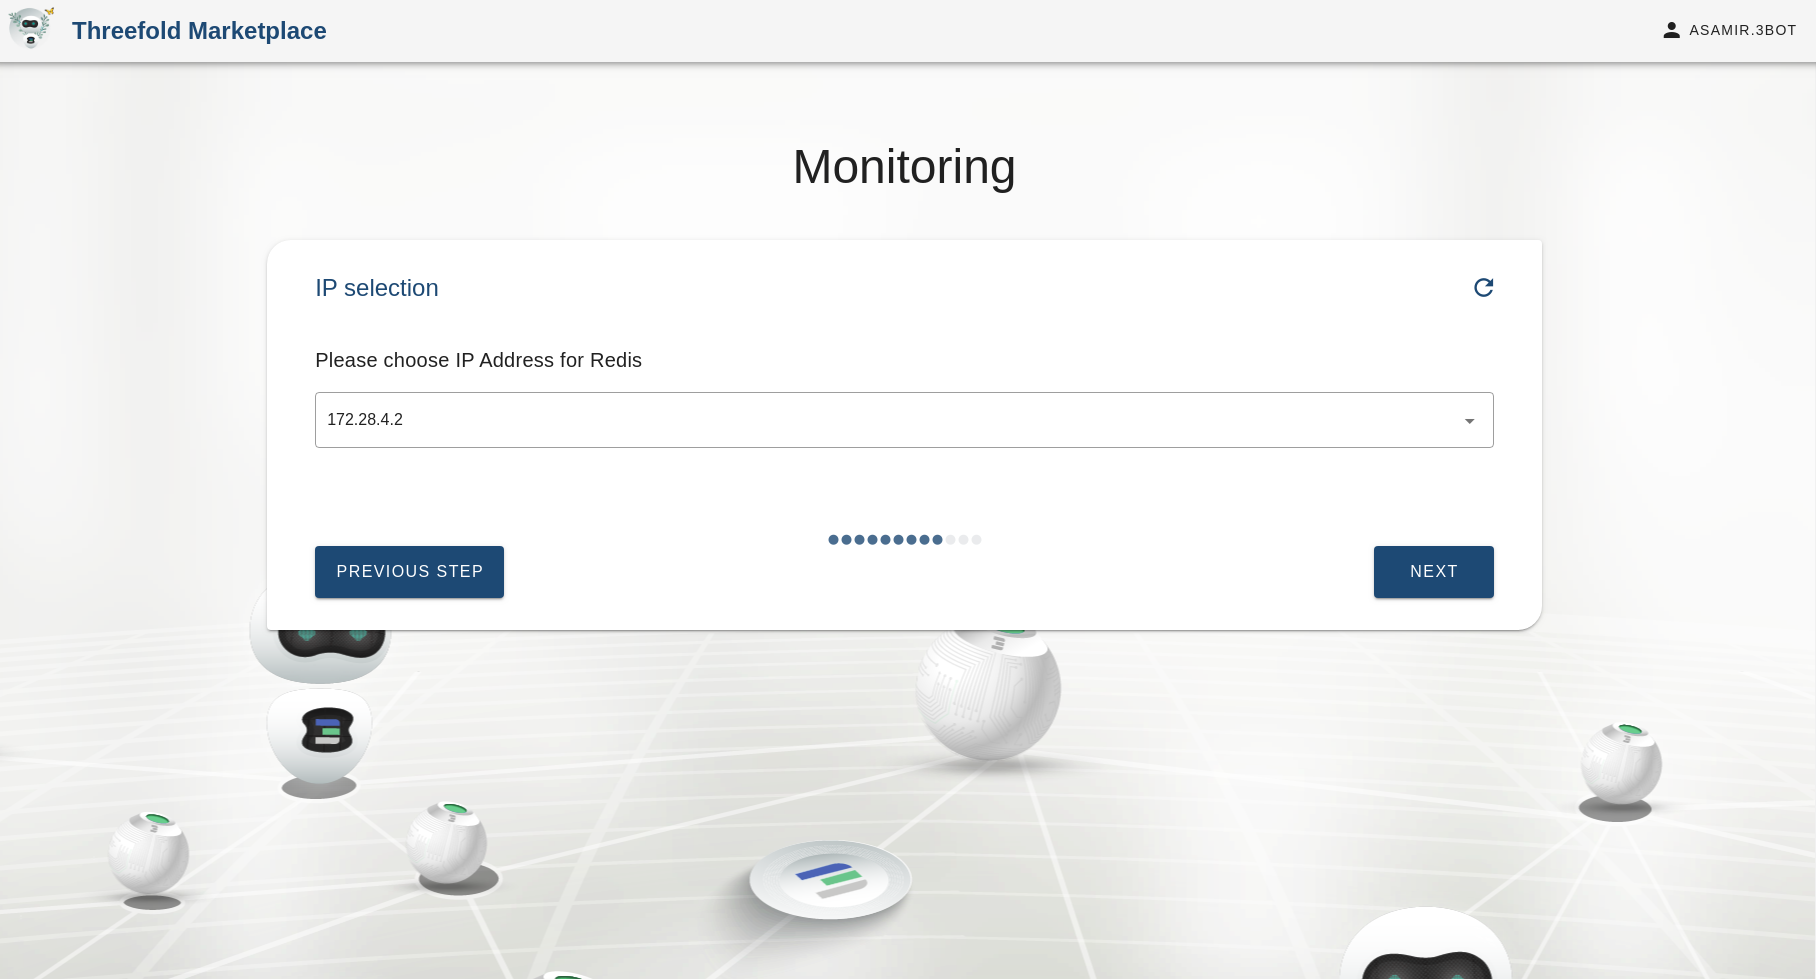 Threefold Marketplace
ASAMIR.3BOT
Monitoring
IP selection
Please choose IP Address for Redis
172.28.4.2
PREVIOUS STEP
NEXT